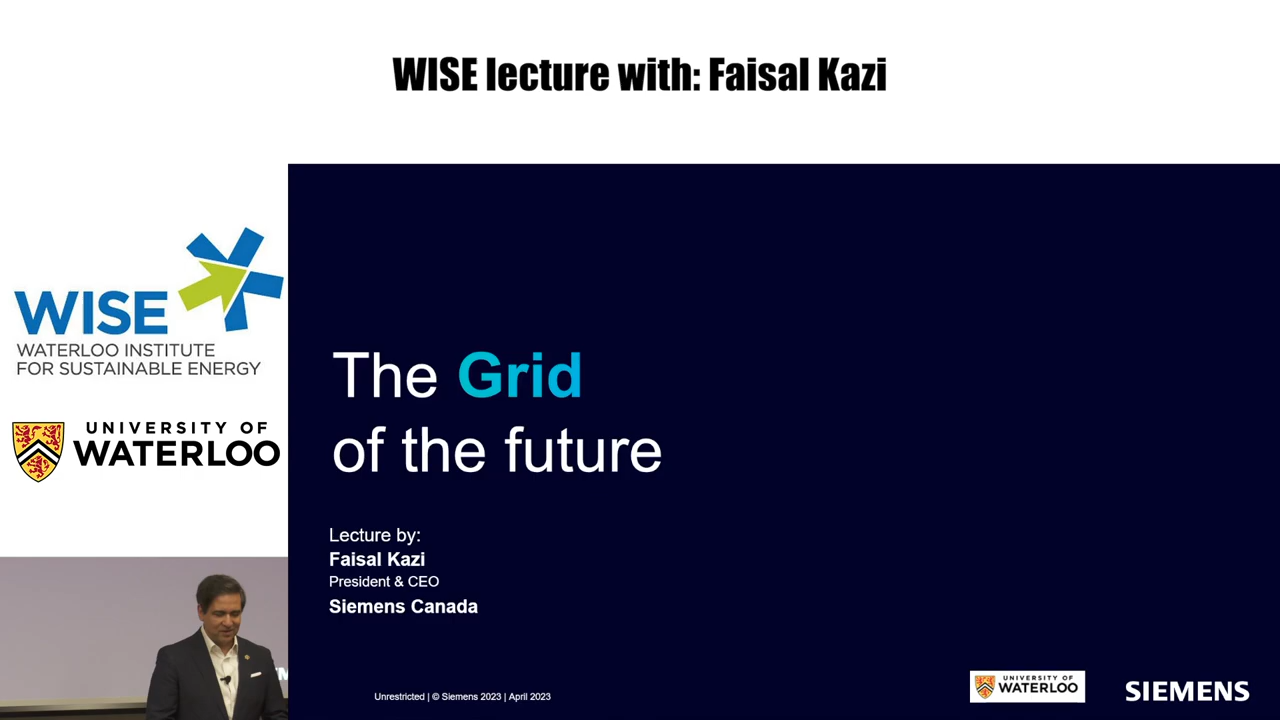 WISE lecture with: Faisal Kazi
WISE
WATERLOO INSTITUTE
FOR SUSTAINABLE ENERGY
UNIVERSITY OF
WATERLOO
The Grid
of the future
Lecture by:
Faisal Kazi
President & CEO
Siemens Canada
Unrestricted | © Siemens 2023 | April 2023
UNIVERSITY OF
WATERLOO
SIEMENS